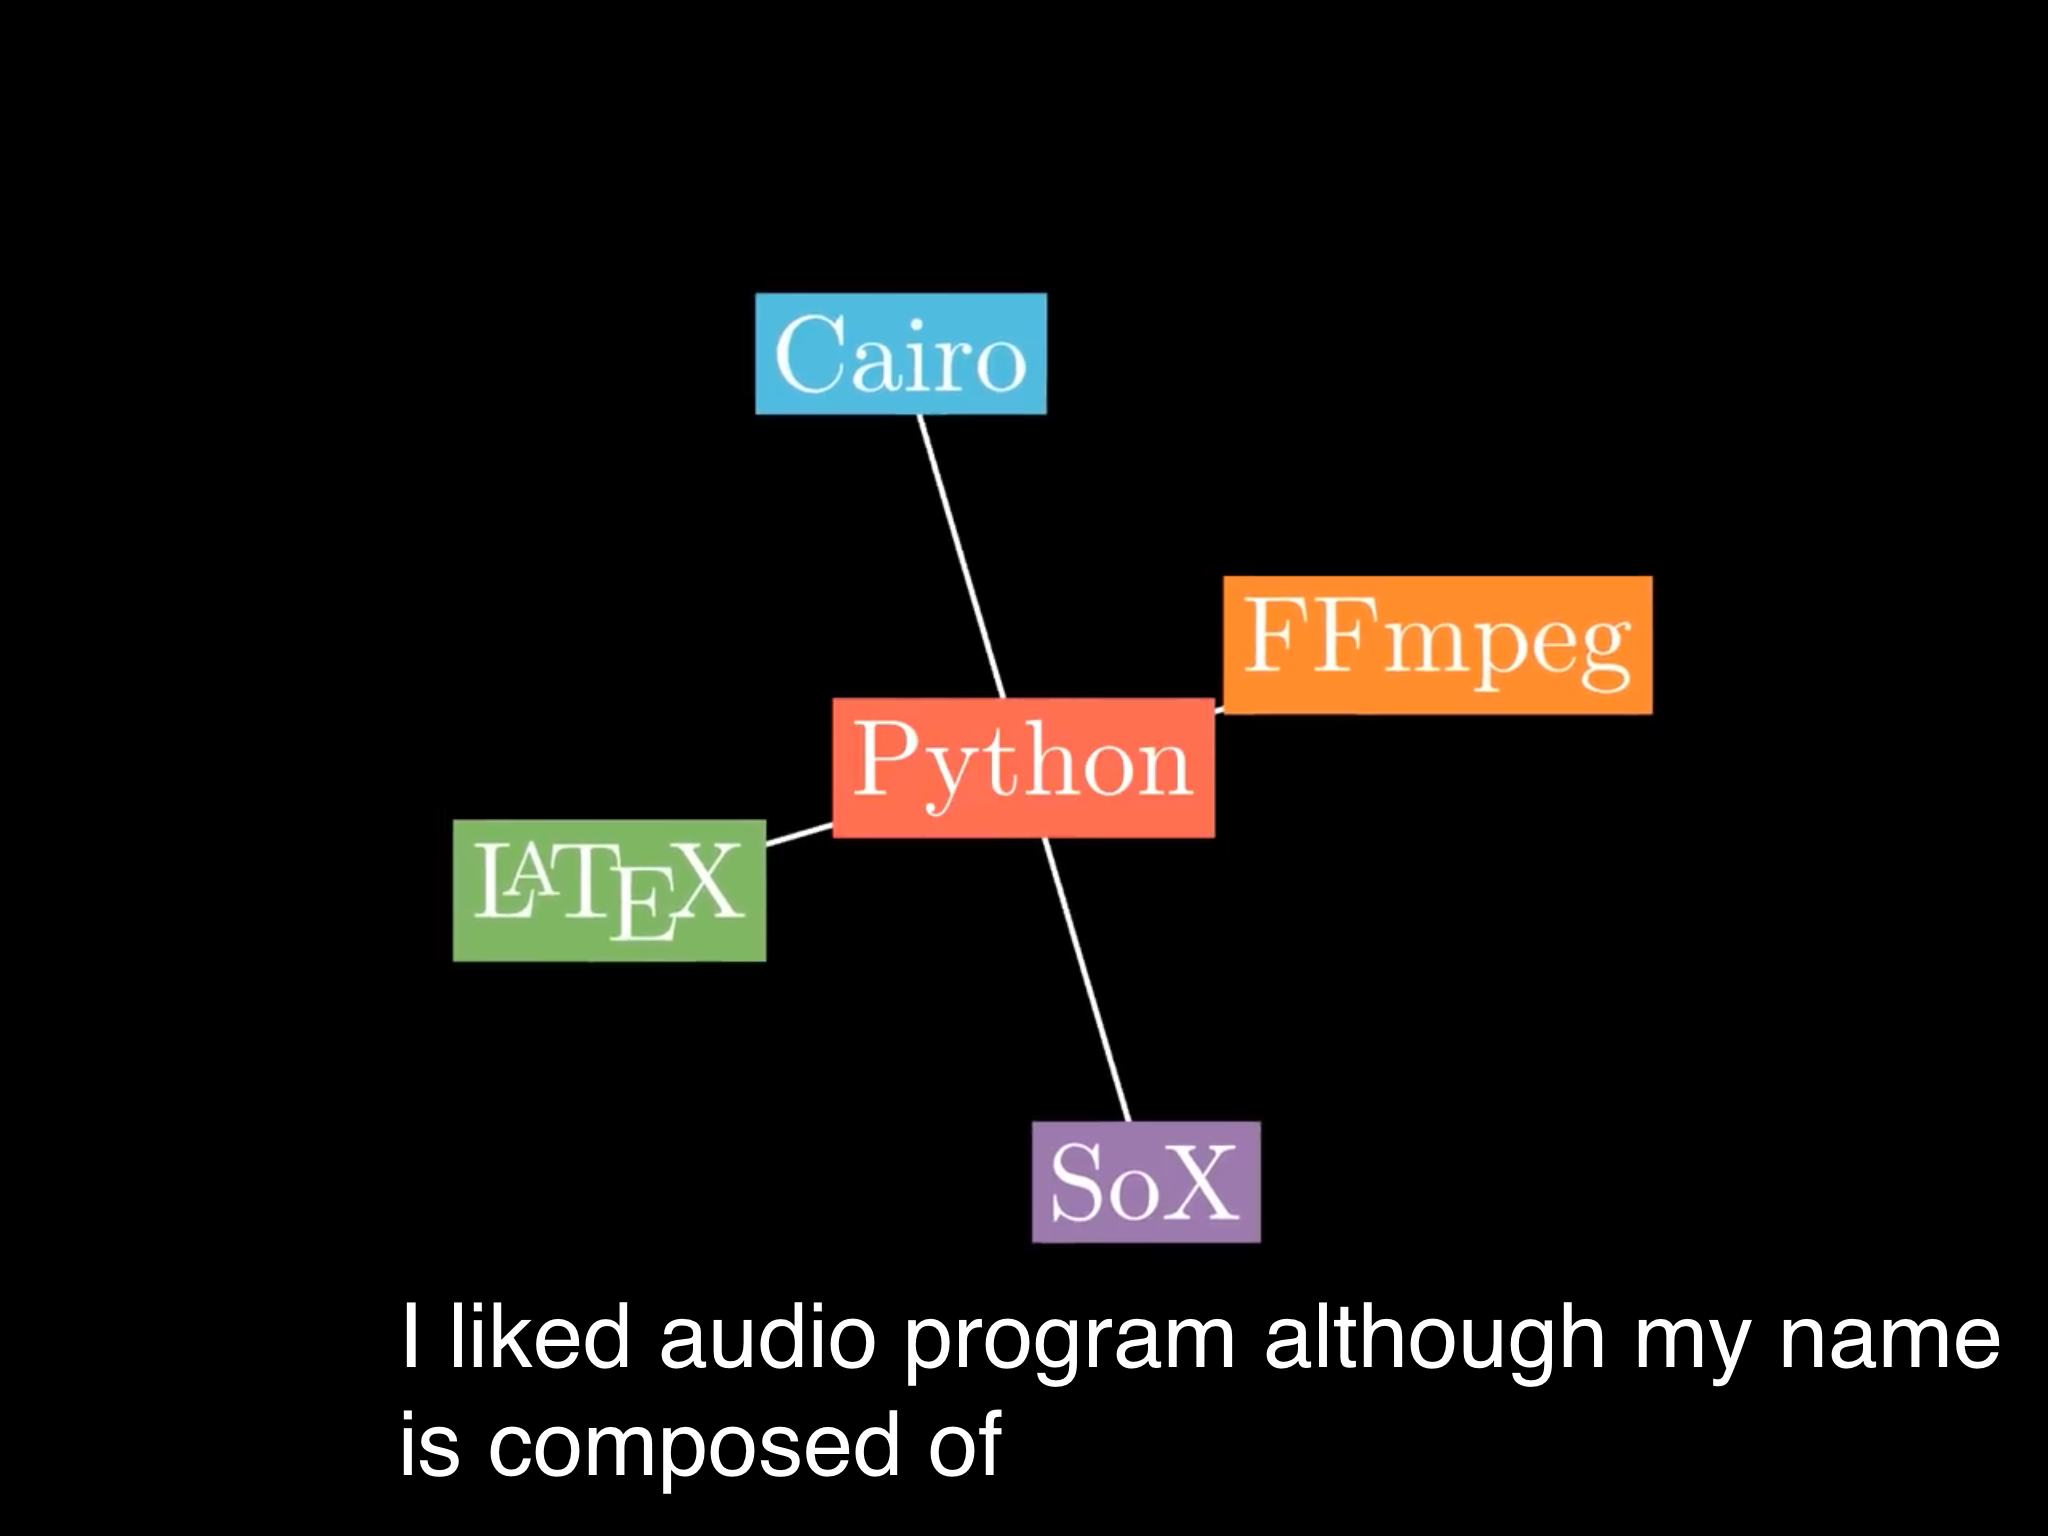 Cairo
FFmpeg
Python
LATEX
SoX
I liked audio program although my name
is composed of